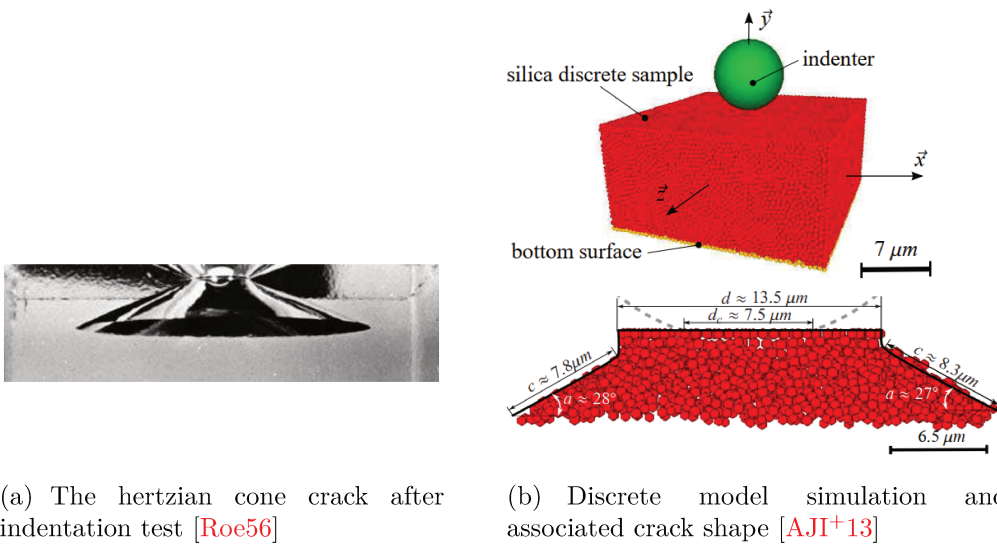 y⃗
indenter
silica discrete sample
x⃗
z⃗
bottom surface
7 μm
d ≈ 13.5 μm
d_c ≈ 7.5 μm
c ≈ 7.8μm
c ≈ 8.3μm
a ≈ 28°
a ≈ 27°
6.5 μm
(a) The hertzian cone crack after
indentation test [Roe56]
(b) Discrete model simulation and
associated crack shape [AJI+13]